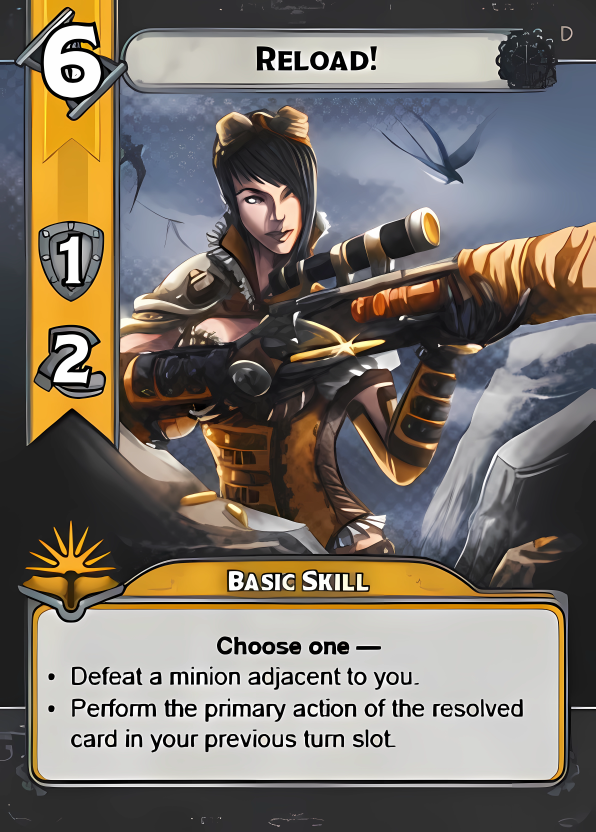 6
RELOAD!
D
1
2
BASIC SKILL
Choose one —
• Defeat a minion adjacent to you.
• Perform the primary action of the resolved
card in your previous turn slot.